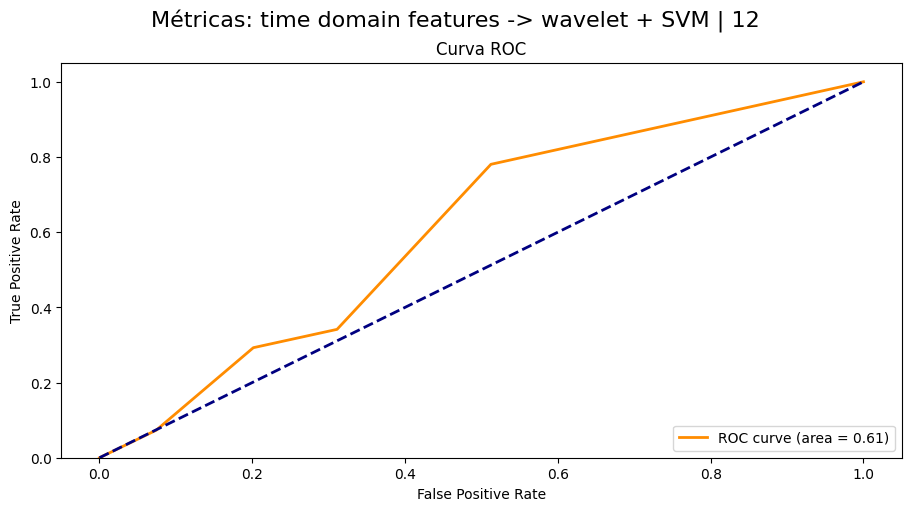 Métricas: time domain features -> wavelet + SVM | 12
Curva ROC
1.0
0.8
0.6
0.4
0.2
0.0
True Positive Rate
ROC curve (area = 0.61)
0.0 0.2 0.4 0.6 0.8 1.0
False Positive Rate